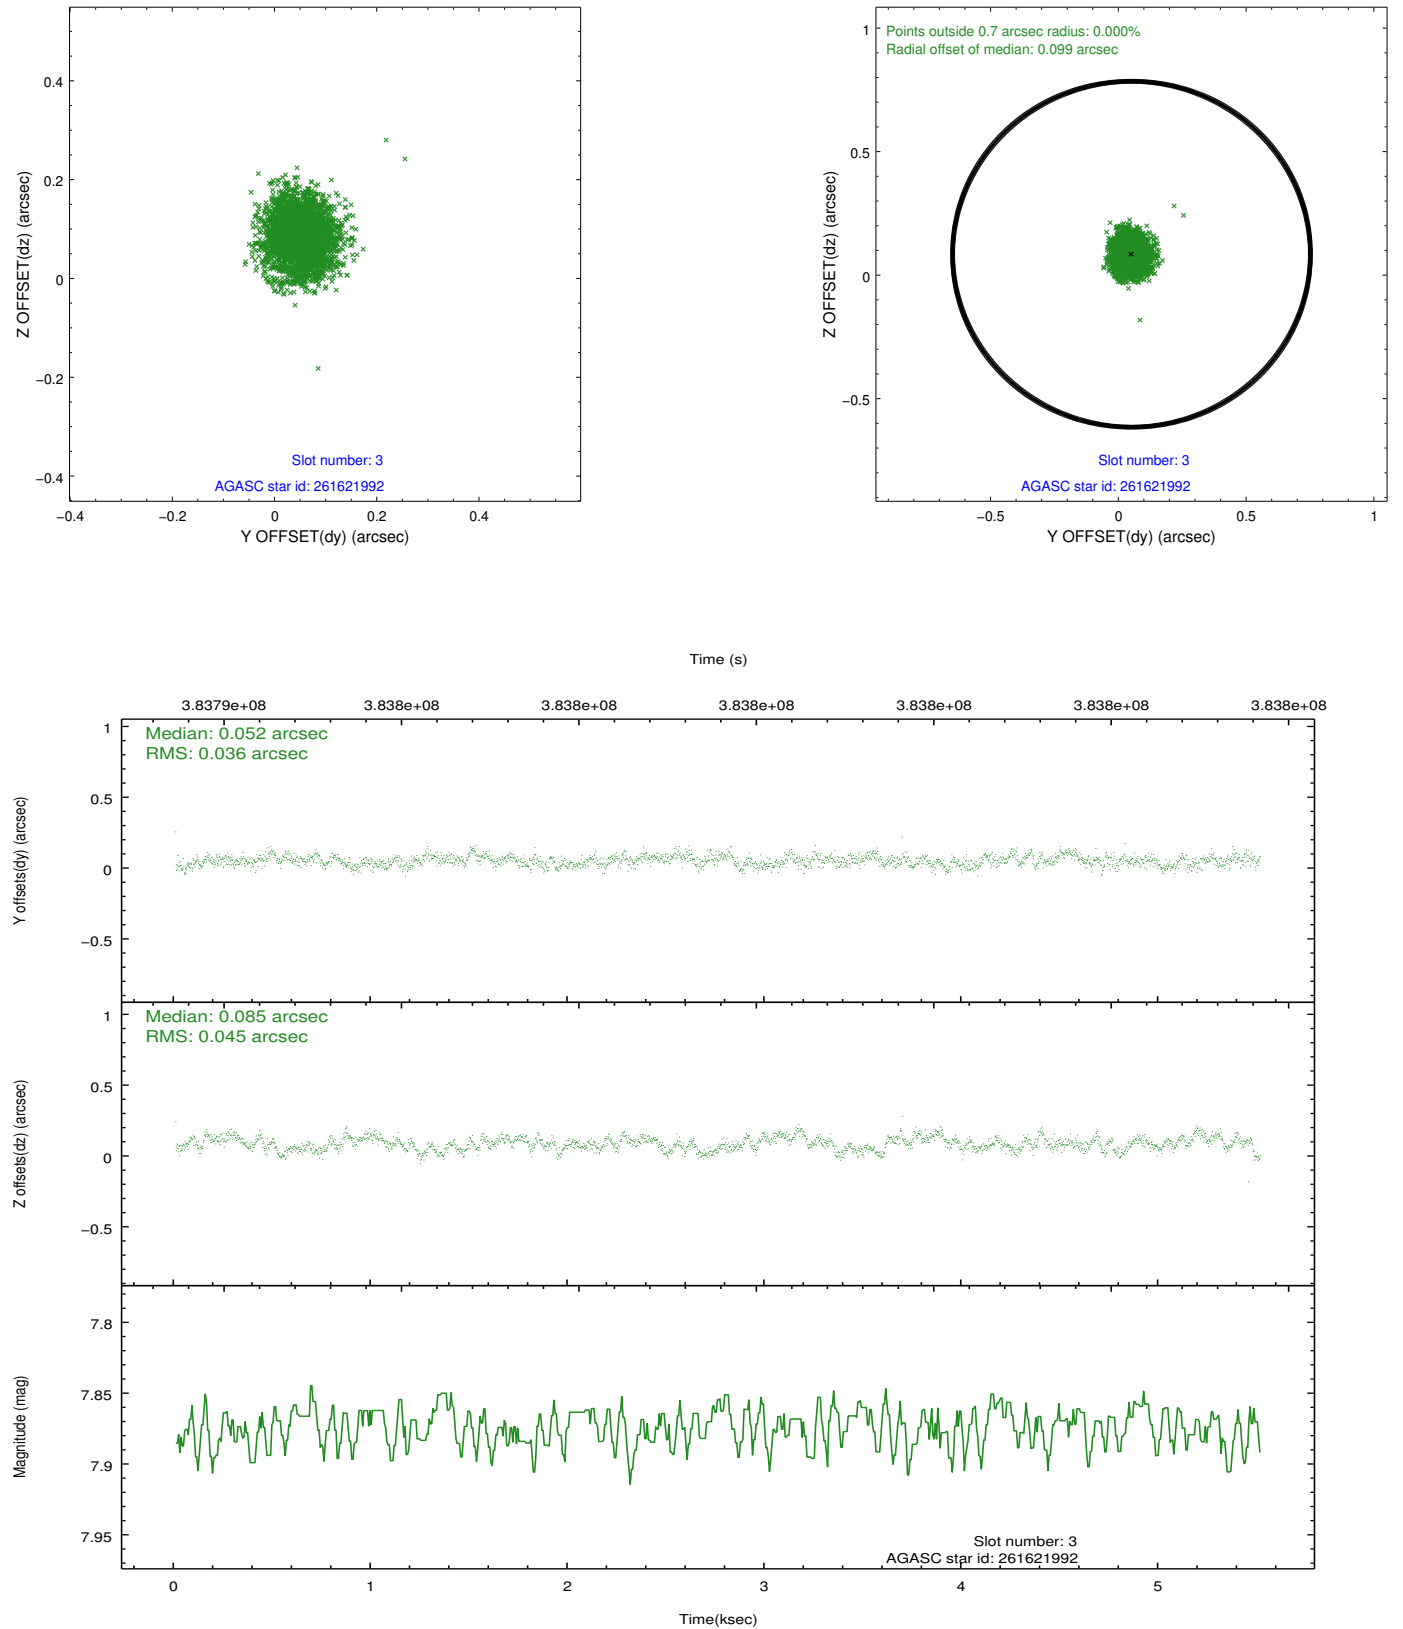 0.4
0.2
0
−0.2
−0.4
Z OFFSET(dz) (arcsec)
Slot number: 3
AGASC star id: 261621992
−0.4 −0.2 0 0.2 0.4
Y OFFSET(dy) (arcsec)
Points outside 0.7 arcsec radius: 0.000%
Radial offset of median: 0.099 arcsec
1
0.5
0
−0.5
Z OFFSET(dz) (arcsec)
Slot number: 3
AGASC star id: 261621992
−0.5 0 0.5 1
Y OFFSET(dy) (arcsec)
Time (s)
3.8379e+08 3.838e+08 3.838e+08 3.838e+08 3.838e+08 3.838e+08 3.838e+08
Median: 0.052 arcsec
RMS: 0.036 arcsec
1
0.5
0
−0.5
Y offsets(dy) (arcsec)
Median: 0.085 arcsec
RMS: 0.045 arcsec
1
0.5
0
−0.5
Z offsets(dz) (arcsec)
7.8
7.85
7.9
7.95
Magnitude (mag)
Slot number: 3
AGASC star id: 261621992
0 1 2 3 4 5
Time(ksec)